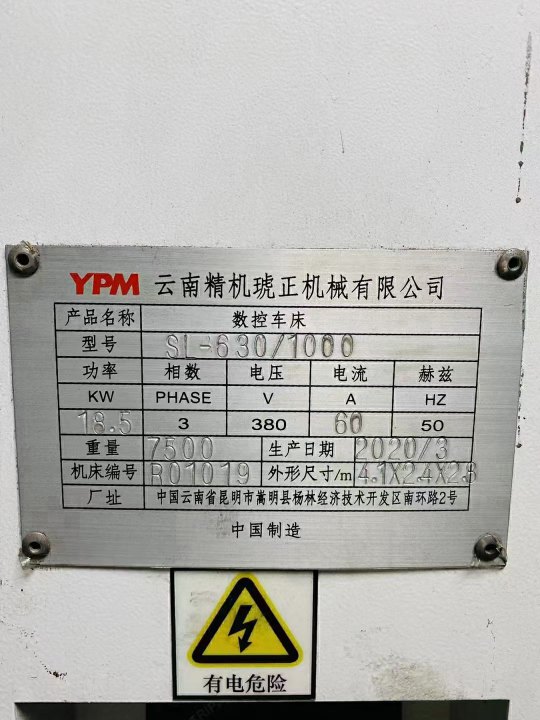 YPM 云南精机琥正机械有限公司
产品名称 数控车床
型号 SL-630/1000
功率 相数 电压 电流 赫兹
KW PHASE V A HZ
18.5 3 380 60 50
重量 7500 生产日期 2020/3
机床编号 R01019 外形尺寸/m 4.1X2.4X2.8
厂址 中国云南省昆明市嵩明县杨林经济技术开发区南环路2号
中国制造
有电危险